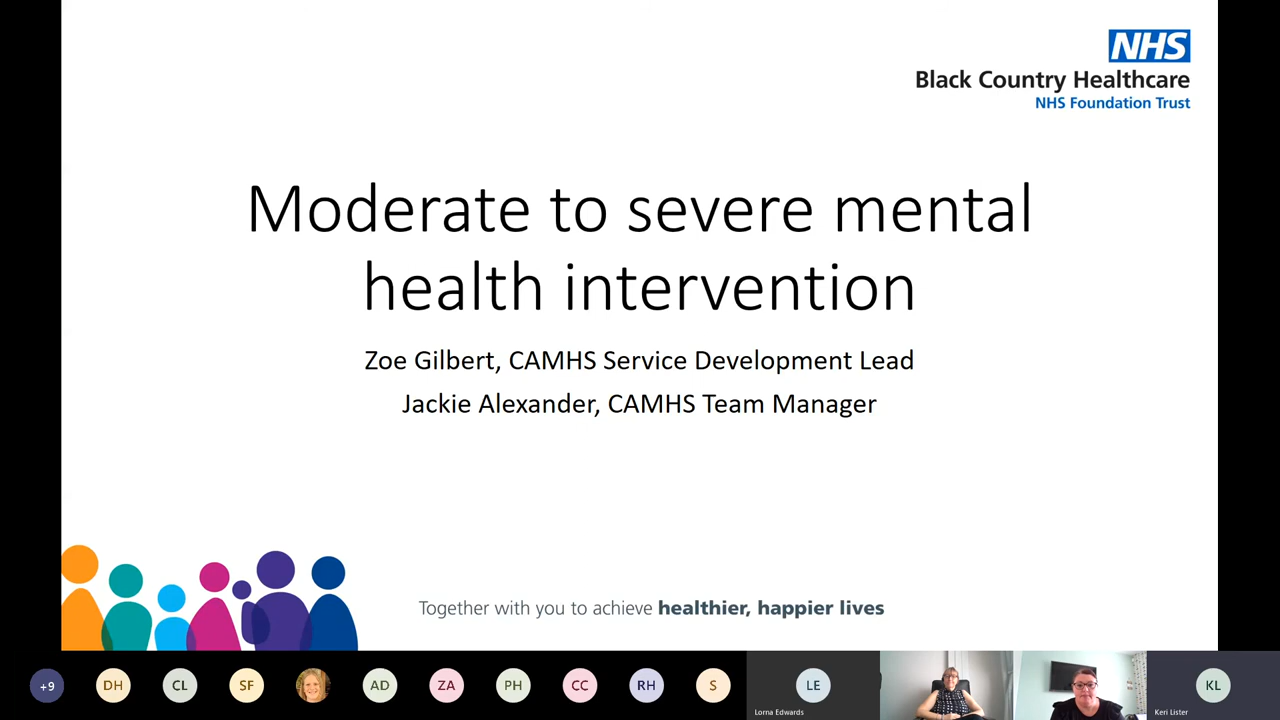 NHS
Black Country Healthcare
NHS Foundation Trust
Moderate to severe mental
health intervention
Zoe Gilbert, CAMHS Service Development Lead
Jackie Alexander, CAMHS Team Manager
Together with you to achieve healthier, happier lives
+9
DH
CL
SF
AD
ZA
PH
CC
RH
S
LE
KL
Lorna Edwards
Keri Lister